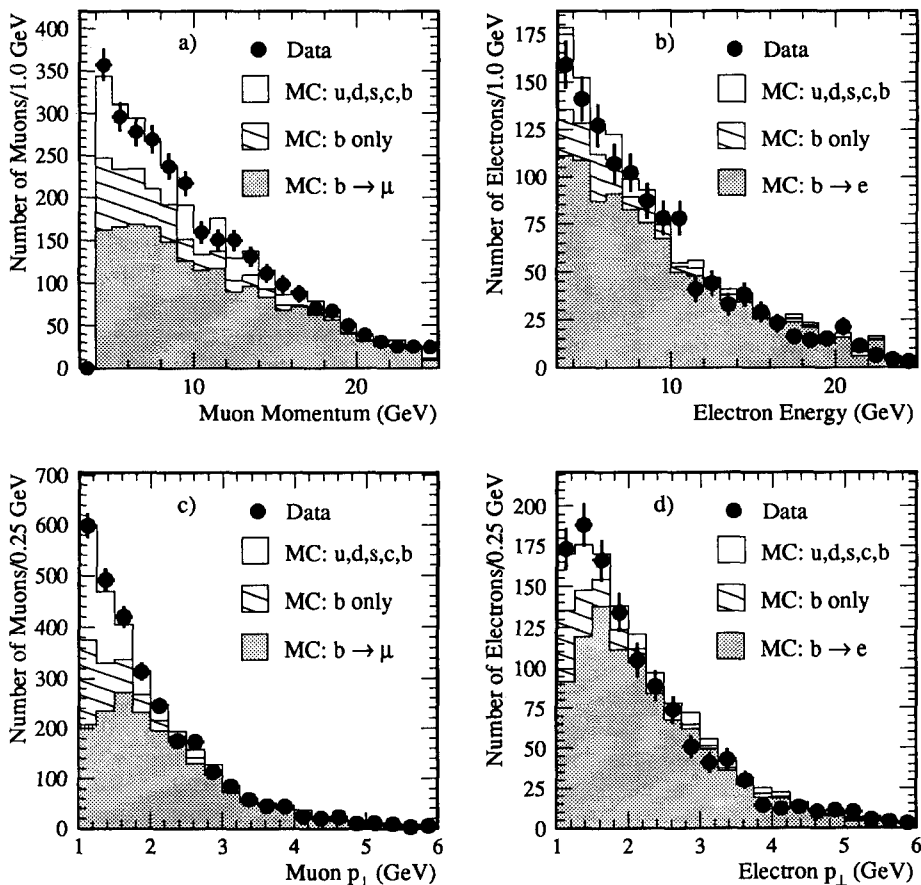 a)
Number of Muons/1.0 GeV
350
300
250
200
150
100
50
0
Data
MC: u,d,s,c,b
MC: b only
MC: b → μ
10
20
Muon Momentum (GeV)
b)
Number of Electrons/1.0 GeV
175
150
125
100
75
50
25
0
Data
MC: u,d,s,c,b
MC: b only
MC: b → e
10
20
Electron Energy (GeV)
c)
Number of Muons/0.25 GeV
700
600
500
400
300
200
100
0
Data
MC: u,d,s,c,b
MC: b only
MC: b → μ
1 2 3 4 5 6
Muon p⊥ (GeV)
d)
Number of Electrons/0.25 GeV
200
175
150
125
100
75
50
25
0
Data
MC: u,d,s,c,b
MC: b only
MC: b → e
1 2 3 4 5 6
Electron p⊥ (GeV)